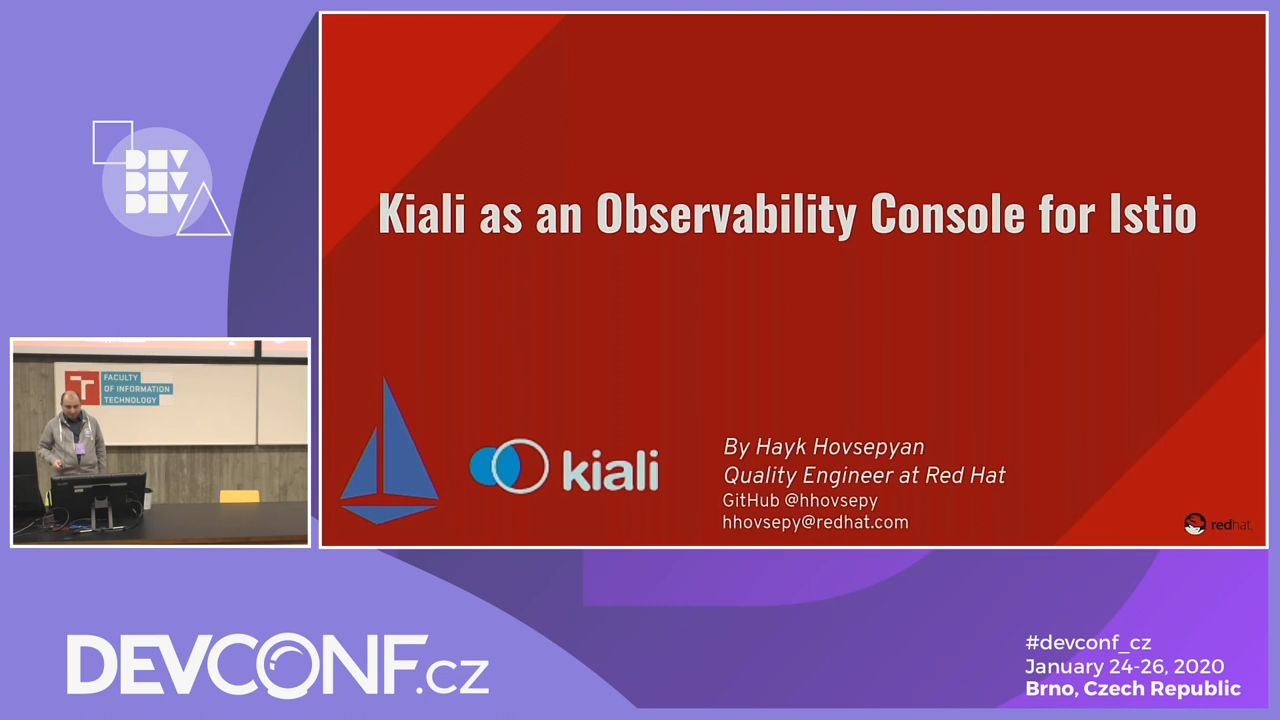 DEV
DEV
DEV
Kiali as an Observability Console for Istio
kiali
By Hayk Hovsepyan
Quality Engineer at Red Hat
GitHub @hhovsepy
hhovsepy@redhat.com
redhat.
FACULTY
OF INFORMATION
TECHNOLOGY
DEVCONF.cz
#devconf_cz
January 24-26, 2020
Brno, Czech Republic